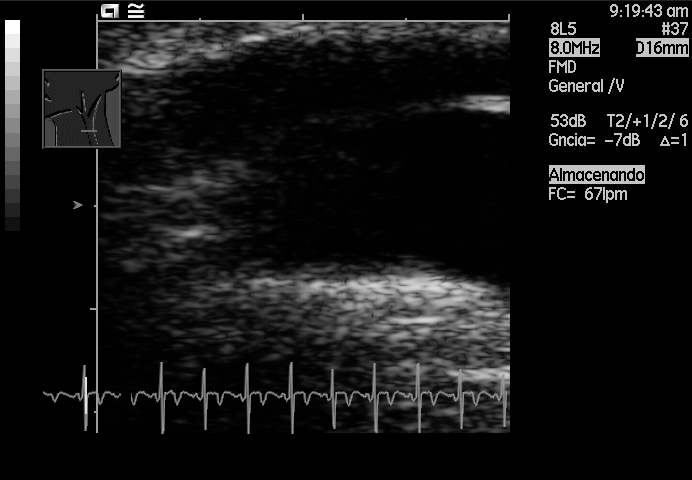 9:19:43 am
8L5 #37
8.0MHz 016mm
FMD
General /V
53dB T2/+1/2/ 6
Gncia= -7dB Δ=1
Almacenando
FC= 67lpm